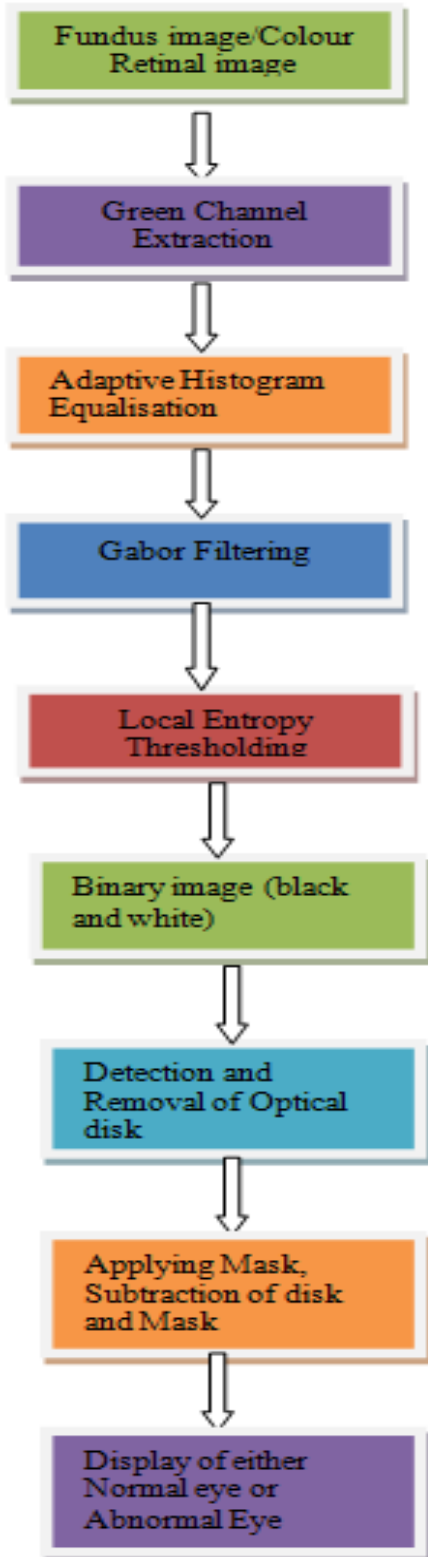 Fundus image/Colour
Retinal image
Green Channel
Extraction
Adaptive Histogram
Equalisation
Gabor Filtering
Local Entropy
Thresholding
Binary image (black
and white)
Detection and
Removal of Optical
disk
Applying Mask,
Subtraction of disk
and Mask
Display of either
Normal eye or
Abnormal Eye